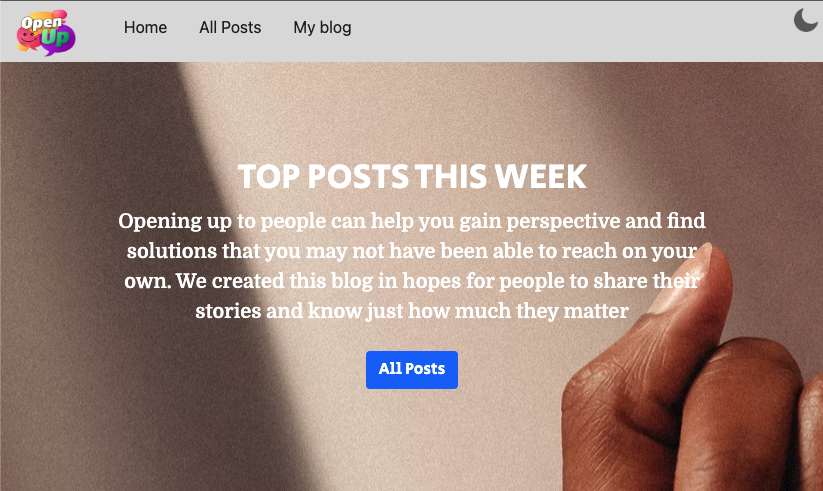 Open
Up
Home
All Posts
My blog
TOP POSTS THIS WEEK
Opening up to people can help you gain perspective and find
solutions that you may not have been able to reach on your
own. We created this blog in hopes for people to share their
stories and know just how much they matter
All Posts